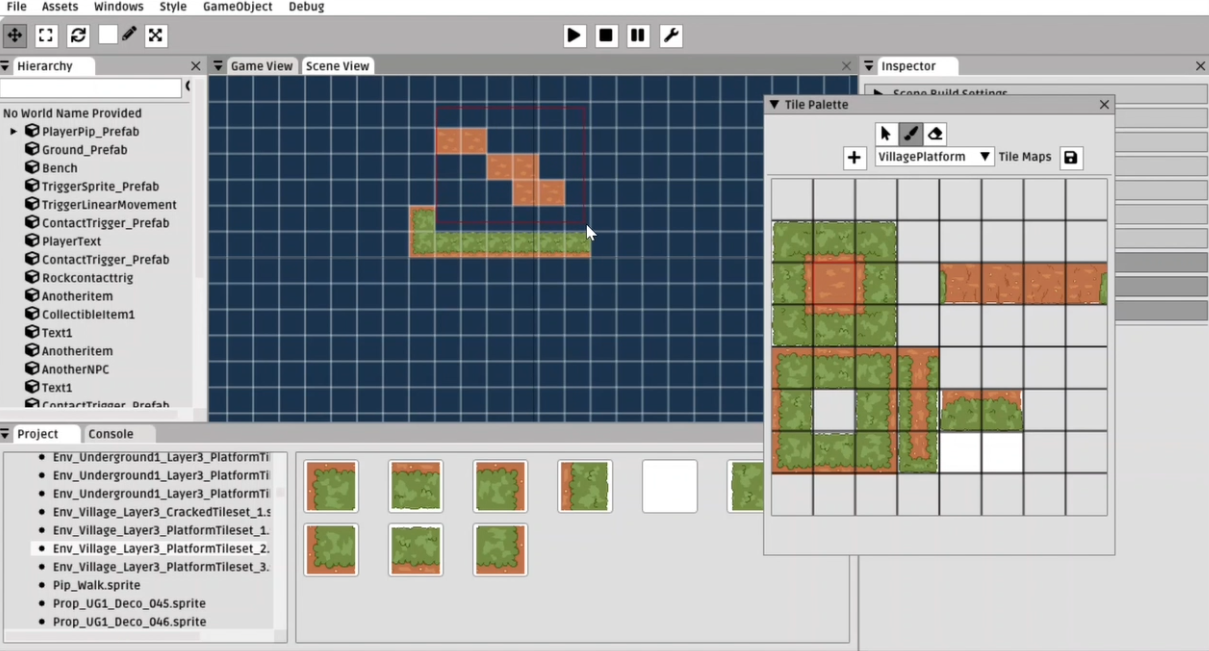 File Assets Windows Style GameObject Debug
Hierarchy
Game View Scene View
Inspector
No World Name Provided
PlayerPip_Prefab
Ground_Prefab
Bench
TriggerSprite_Prefab
TriggerLinearMovement
ContactTrigger_Prefab
PlayerText
ContactTrigger_Prefab
Rockcontacttrig
Anotheritem
CollectibleItem1
Text1
Anotheritem
AnotherNPC
Text1
ContactTrigger_Prefab
Scene Build Settings
Tile Palette
VillagePlatform Tile Maps
Project Console
Env_Underground1_Layer3_PlatformTi
Env_Underground1_Layer3_PlatformTi
Env_Underground1_Layer3_PlatformTi
Env_Village_Layer3_CrackedTileset_1.s
Env_Village_Layer3_PlatformTileset_1.
Env_Village_Layer3_PlatformTileset_2.
Env_Village_Layer3_PlatformTileset_3.
Pip_Walk.sprite
Prop_UG1_Deco_045.sprite
Prop_UG1_Deco_046.sprite